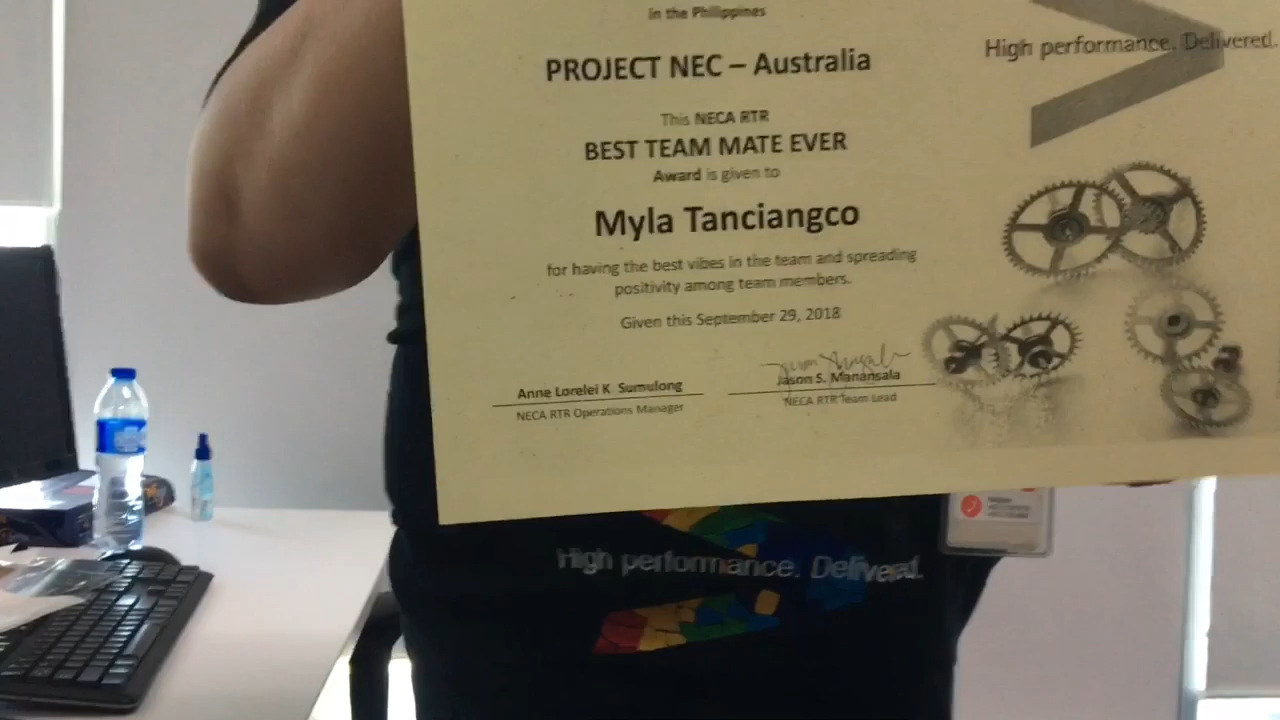 in the Philippines
PROJECT NEC – Australia
This NECA RTR
BEST TEAM MATE EVER
Award is given to
Myla Tanciangco
for having the best vibes in the team and spreading
positivity among team members.
Given this September 29, 2018
Anne Lorelei K. Sumulong
NECA RTR Operations Manager
Jason S. Manansala
NECA RTR Team Lead
High performance. Delivered.
High performance. Delivered.